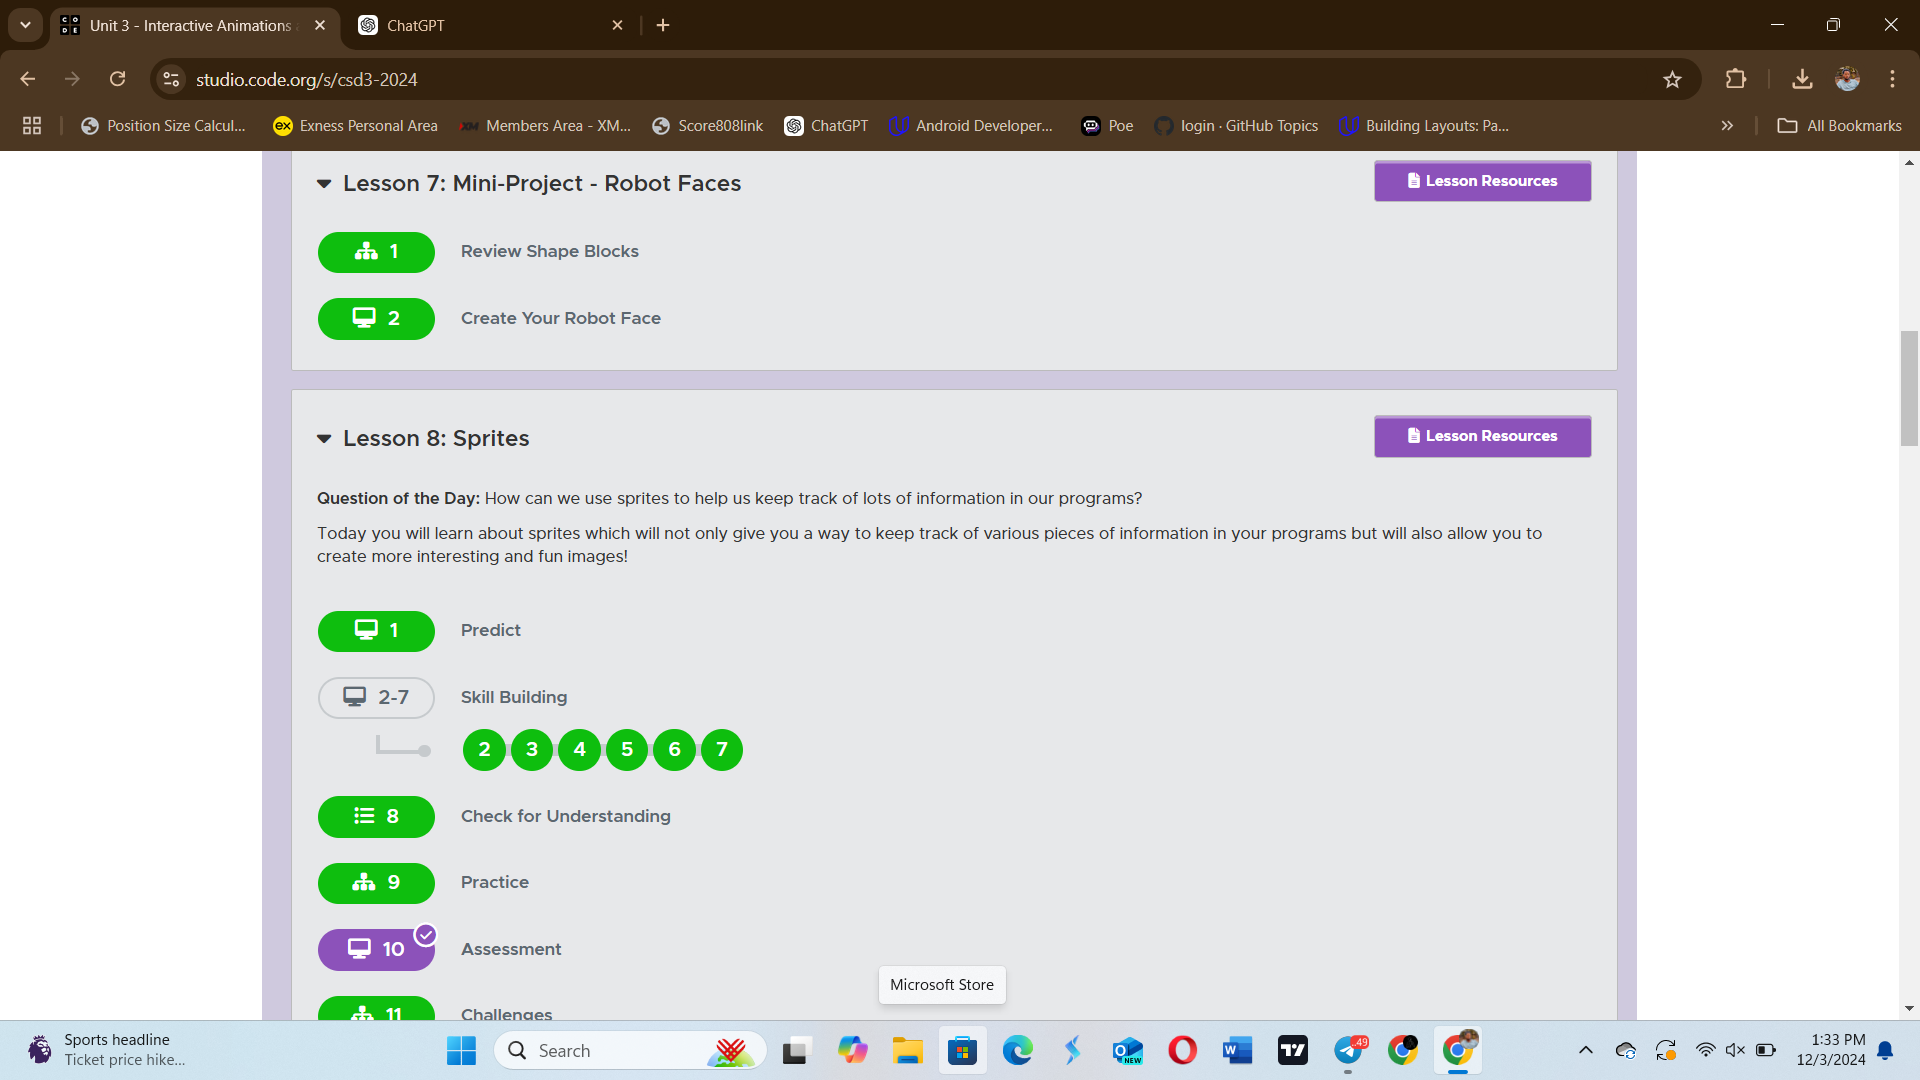 Unit 3 - Interactive Animations
ChatGPT
studio.code.org/s/csd3-2024
Position Size Calcul...
Exness Personal Area
Members Area - XM...
Score808link
ChatGPT
Android Developer...
Poe
login · GitHub Topics
Building Layouts: Pa...
All Bookmarks
Lesson 7: Mini-Project - Robot Faces
Lesson Resources
1 Review Shape Blocks
2 Create Your Robot Face
Lesson 8: Sprites
Lesson Resources
Question of the Day: How can we use sprites to help us keep track of lots of information in our programs?
Today you will learn about sprites which will not only give you a way to keep track of various pieces of information in your programs but will also allow you to
create more interesting and fun images!
1 Predict
2-7 Skill Building
2 3 4 5 6 7
8 Check for Understanding
9 Practice
10 Assessment
Microsoft Store
11 Challenges
Sports headline
Ticket price hike...
Search
NEW
49
1:33 PM
12/3/2024